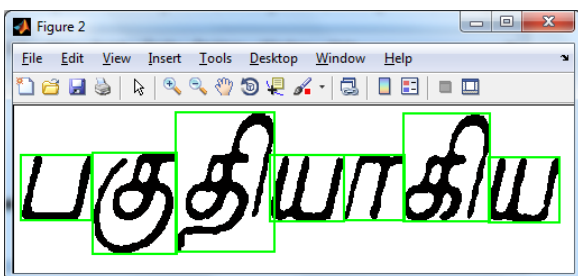 Figure 2
File Edit View Insert Tools Desktop Window Help
பகுதியாகிய